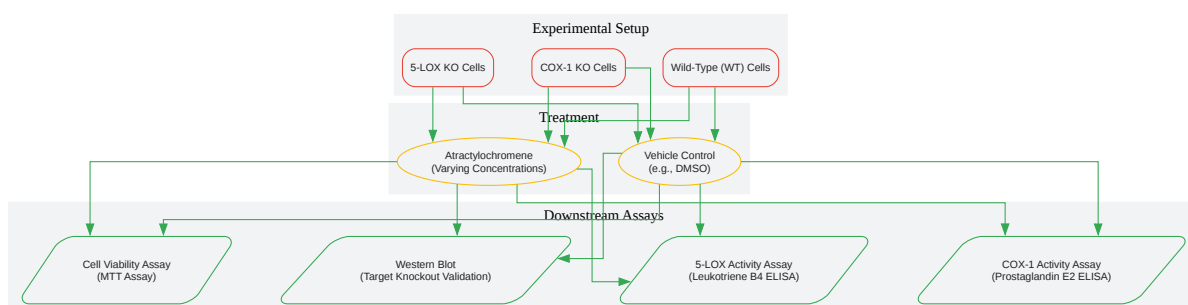 Experimental Setup
5-LOX KO Cells
COX-1 KO Cells
Wild-Type (WT) Cells
Treatment
Atractylochromene
(Varying Concentrations)
Vehicle Control
(e.g., DMSO)
Downstream Assays
Cell Viability Assay
(MTT Assay)
Western Blot
(Target Knockout Validation)
5-LOX Activity Assay
(Leukotriene B4 ELISA)
COX-1 Activity Assay
(Prostaglandin E2 ELISA)